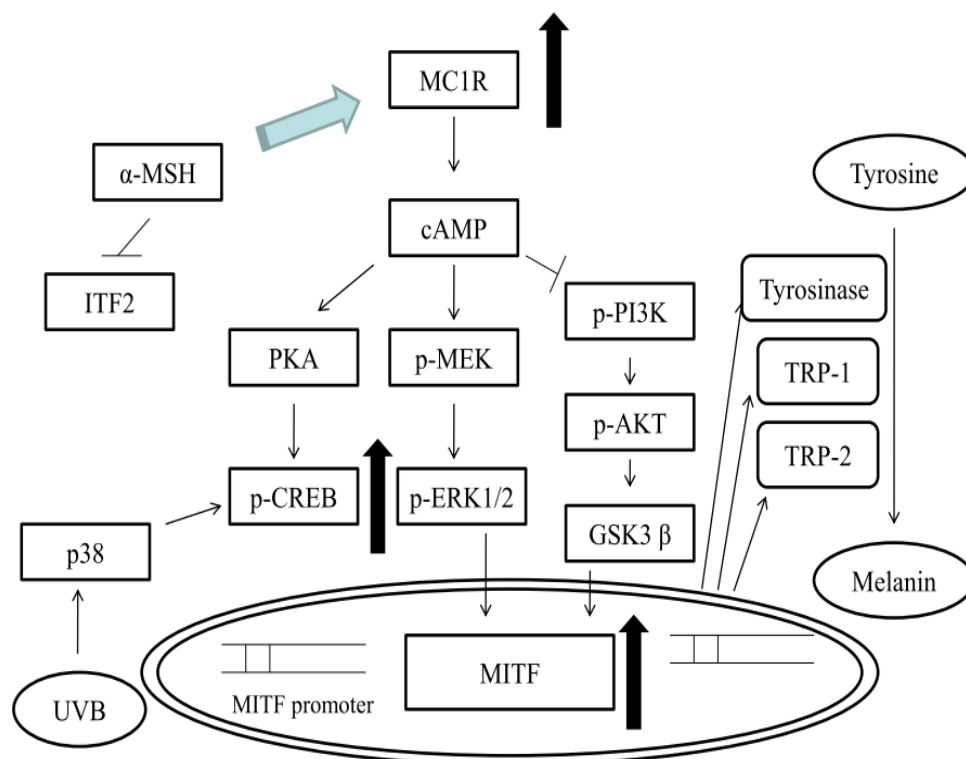 MC1R
α-MSH
Tyrosine
cAMP
ITF2
Tyrosinase
p-PI3K
PKA
p-MEK
TRP-1
p-AKT
TRP-2
p-CREB
p-ERK1/2
GSK3 β
p38
Melanin
MITF
MITF promoter
UVB